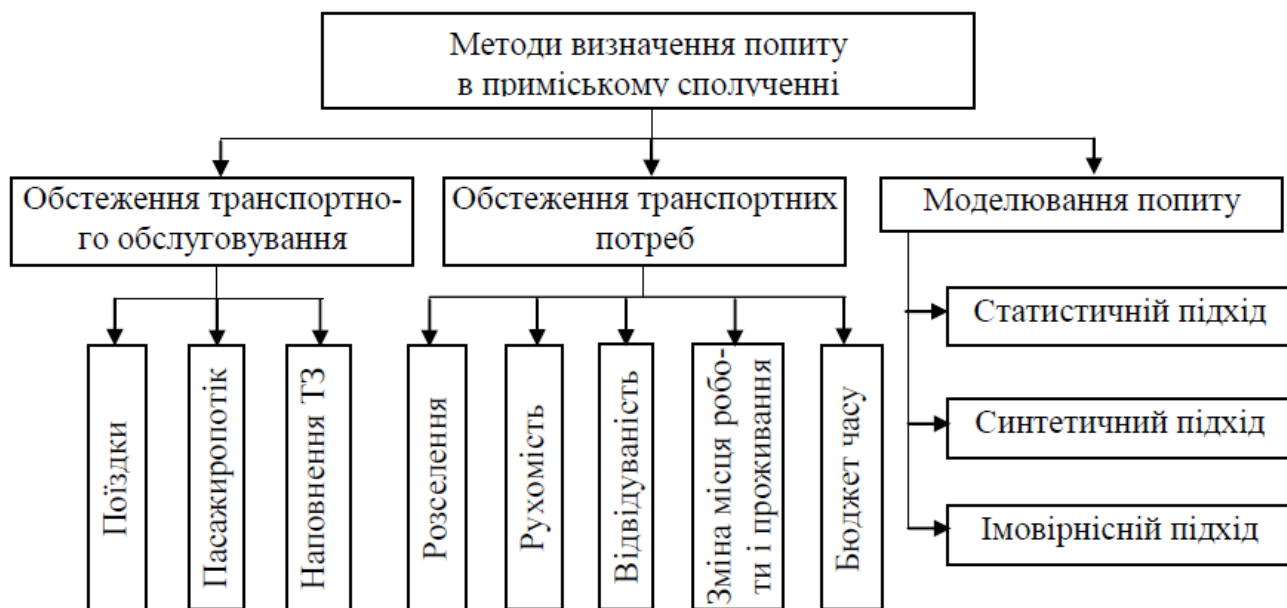 Методи визначення попиту
в приміському сполученні
Обстеження транспортно-
го обслуговування
Обстеження транспортних
потреб
Моделювання попиту
Поїздки
Пасажиропотік
Наповнення ТЗ
Розселення
Рухомість
Відвідуваність
Зміна місця робо-
ти і проживання
Бюджет часу
Статистичній підхід
Синтетичний підхід
Імовірнісній підхід